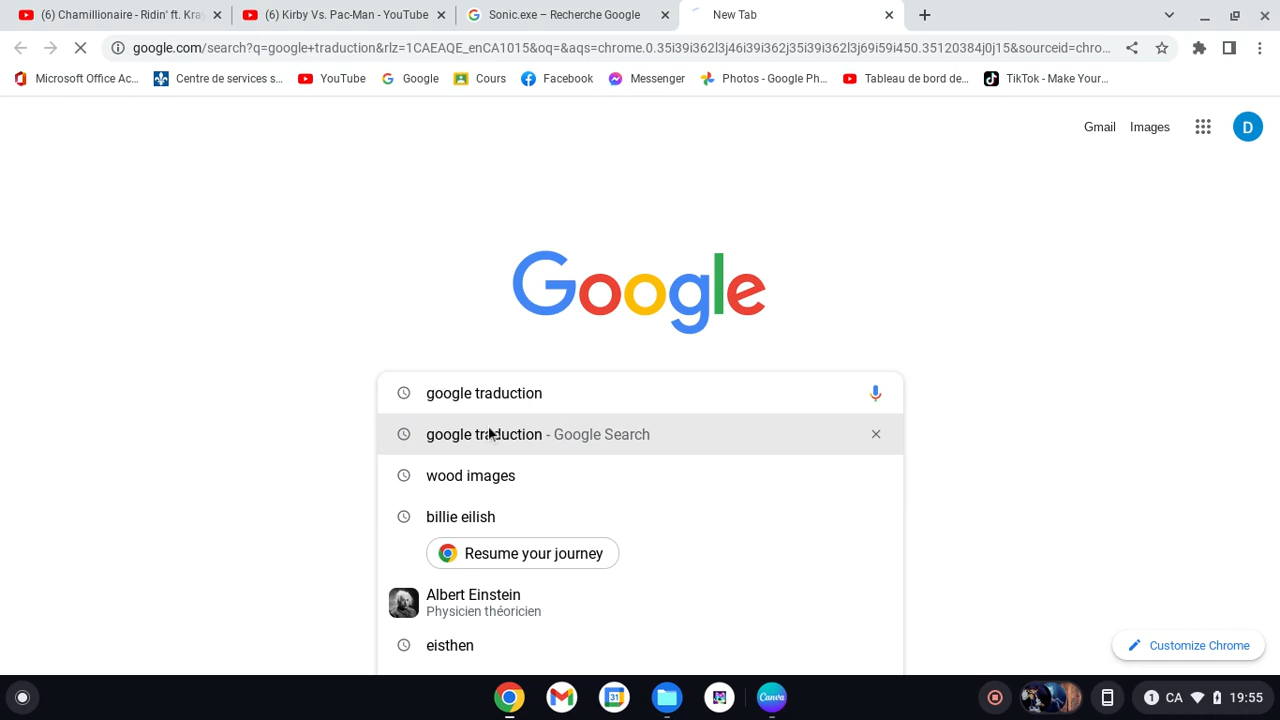 (6) Chamillionaire - Ridin' ft. Kray
(6) Kirby Vs. Pac-Man - YouTube
Sonic.exe – Recherche Google
New Tab
google.com/search?q=google+traduction&rlz=1CAEAQE_enCA1015&oq=&aqs=chrome.0.35i39i362l3j46i39i362j35i39i362l3j69i59i450.35120384j0j15&sourceid=chro...
Microsoft Office Ac...
Centre de services s...
YouTube
Google
Cours
Facebook
Messenger
Photos - Google Ph...
Tableau de bord de...
TikTok - Make Your...
Gmail
Images
D
Google
google traduction
google traduction - Google Search
wood images
billie eilish
Resume your journey
Albert Einstein
Physicien théoricien
eisthen
Customize Chrome
31
Canva
1 CA 19:55